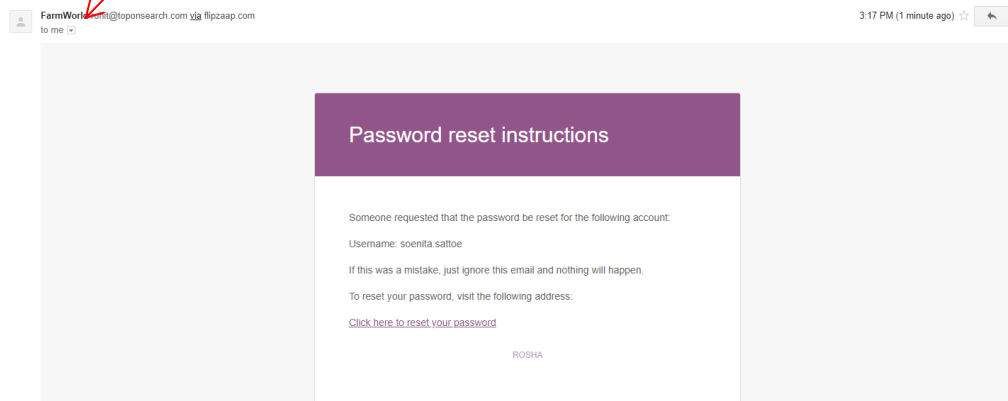 FarmWorld @toponsearch.com via flipzaap.com
3:17 PM (1 minute ago)
to me
Password reset instructions
Someone requested that the password be reset for the following account:
Username: soenita.sattoe
If this was a mistake, just ignore this email and nothing will happen.
To reset your password, visit the following address:
Click here to reset your password
ROSHA